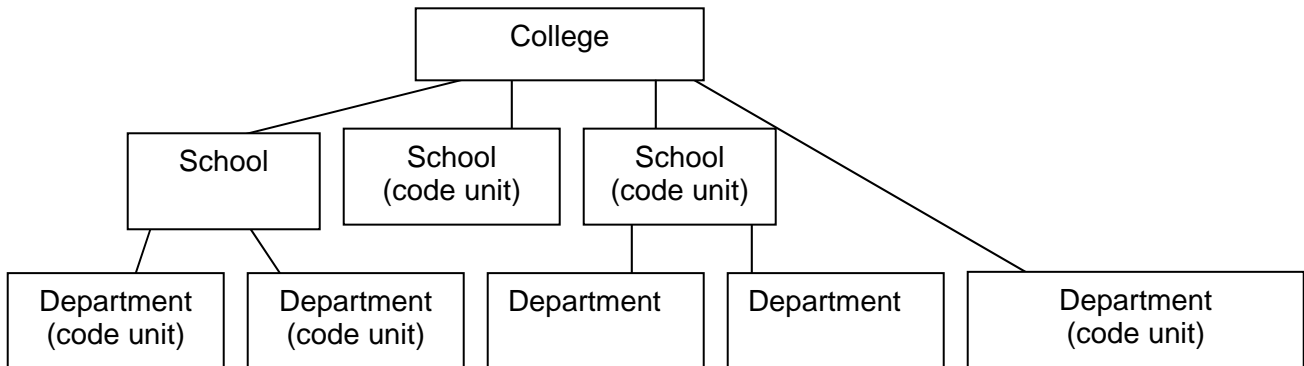 College
School
School
(code unit)
School
(code unit)
Department
(code unit)
Department
(code unit)
Department
Department
Department
(code unit)